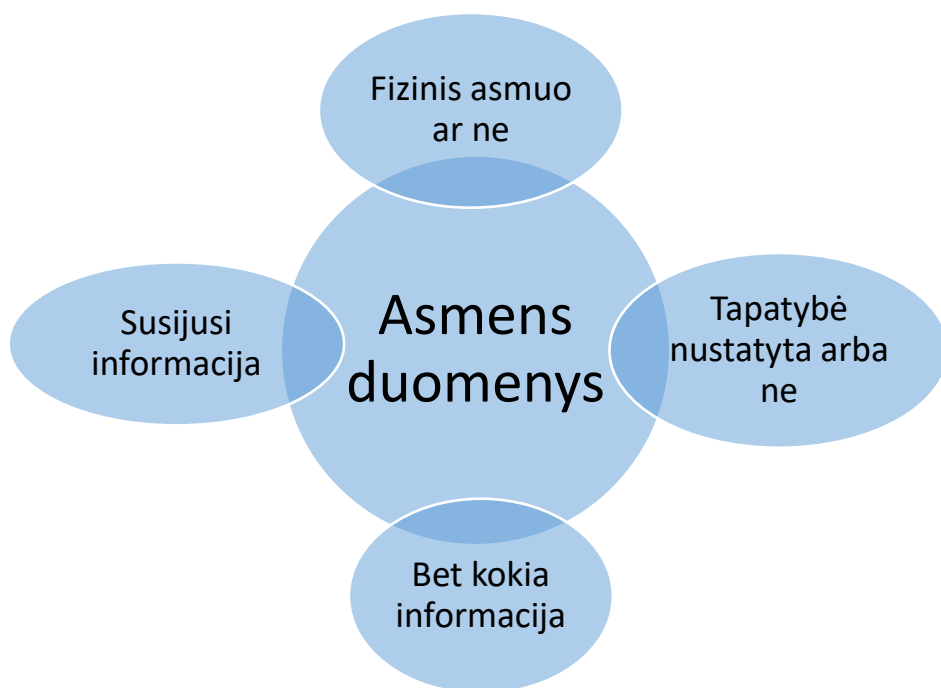 Fizinis asmuo
ar ne
Susijusi
informacija
Asmens
duomenys
Tapatybė
nustatyta arba
ne
Bet kokia
informacija